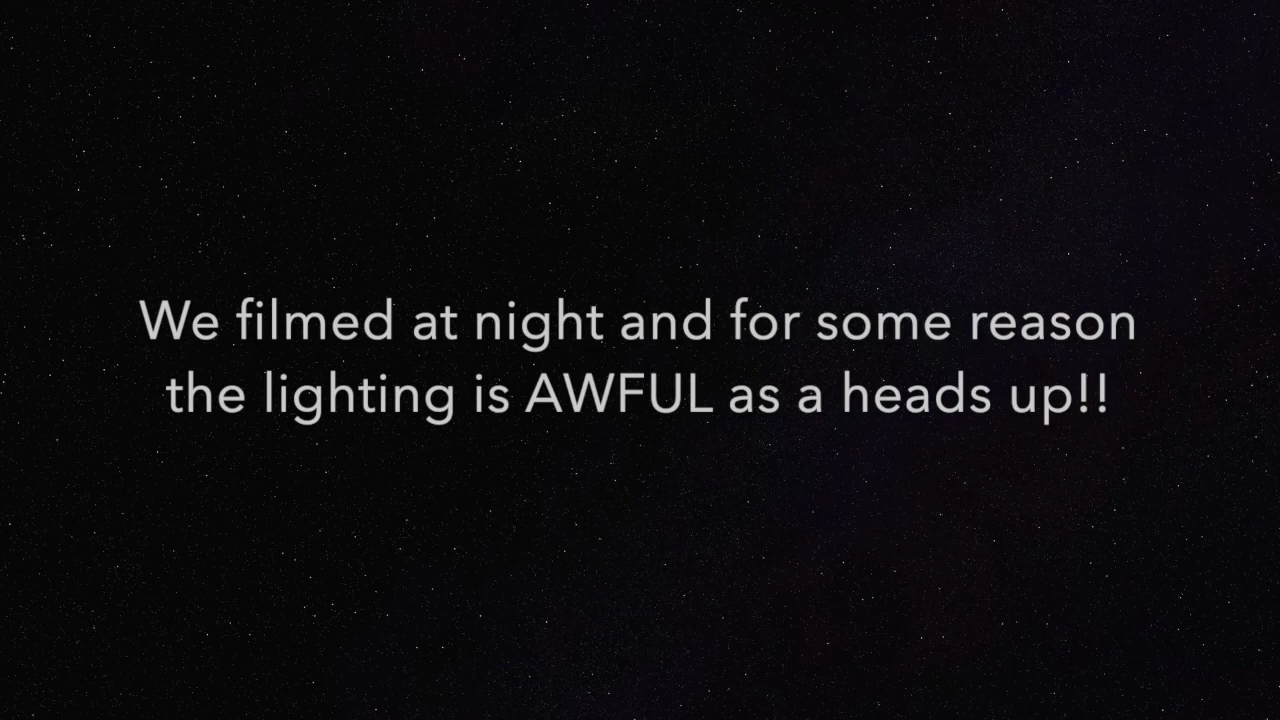 We filmed at night and for some reason
the lighting is AWFUL as a heads up!!